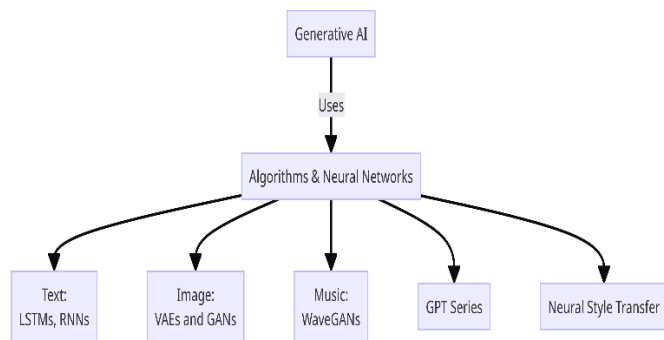 Generative AI
Uses
Algorithms & Neural Networks
Text:
LSTMs, RNNs
Image:
VAEs and GANs
Music:
WaveGANs
GPT Series
Neural Style Transfer